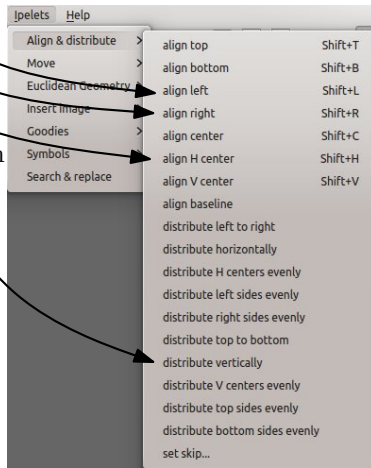 Ipelets Help
Align & distribute >
Move >
Euclidean Geometry >
Insert image
Goodies >
Symbols >
Search & replace
align top Shift+T
align bottom Shift+B
align left Shift+L
align right Shift+R
align center Shift+C
align H center Shift+H
align V center Shift+V
align baseline
distribute left to right
distribute horizontally
distribute H centers evenly
distribute left sides evenly
distribute right sides evenly
distribute top to bottom
distribute vertically
distribute V centers evenly
distribute top sides evenly
distribute bottom sides evenly
set skip...